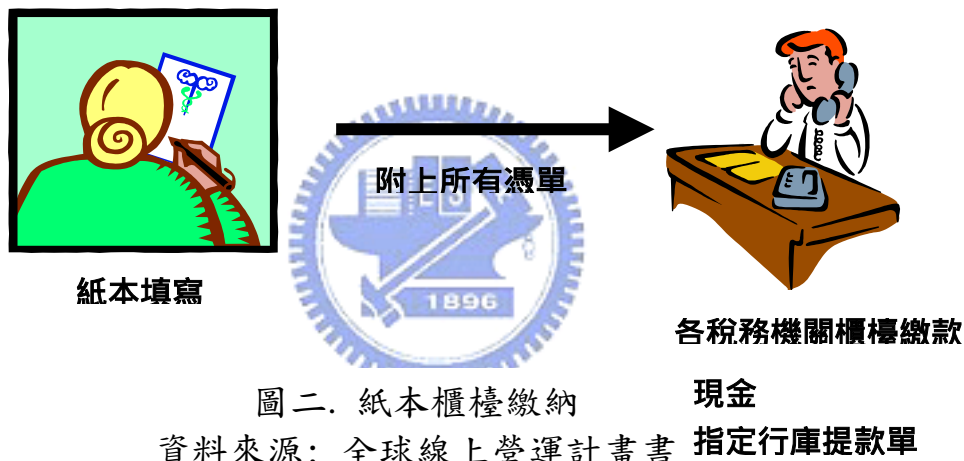 附上所有憑單
紙本填寫
1896
各稅務機關櫃檯繳款
現金
指定行庫提款單
圖二. 紙本櫃檯繳納
資料來源: 全球線上營運計畫書